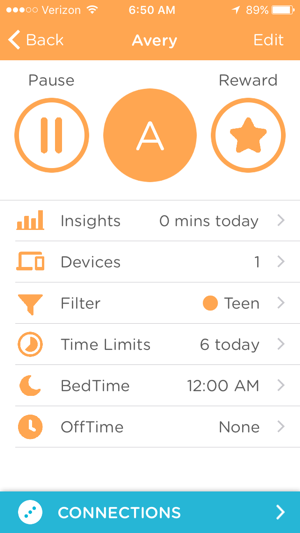 Verizon 6:50 AM 89%
Back Avery Edit
Pause Reward
A
Insights 0 mins today
Devices 1
Filter Teen
Time Limits 6 today
BedTime 12:00 AM
OffTime None
CONNECTIONS